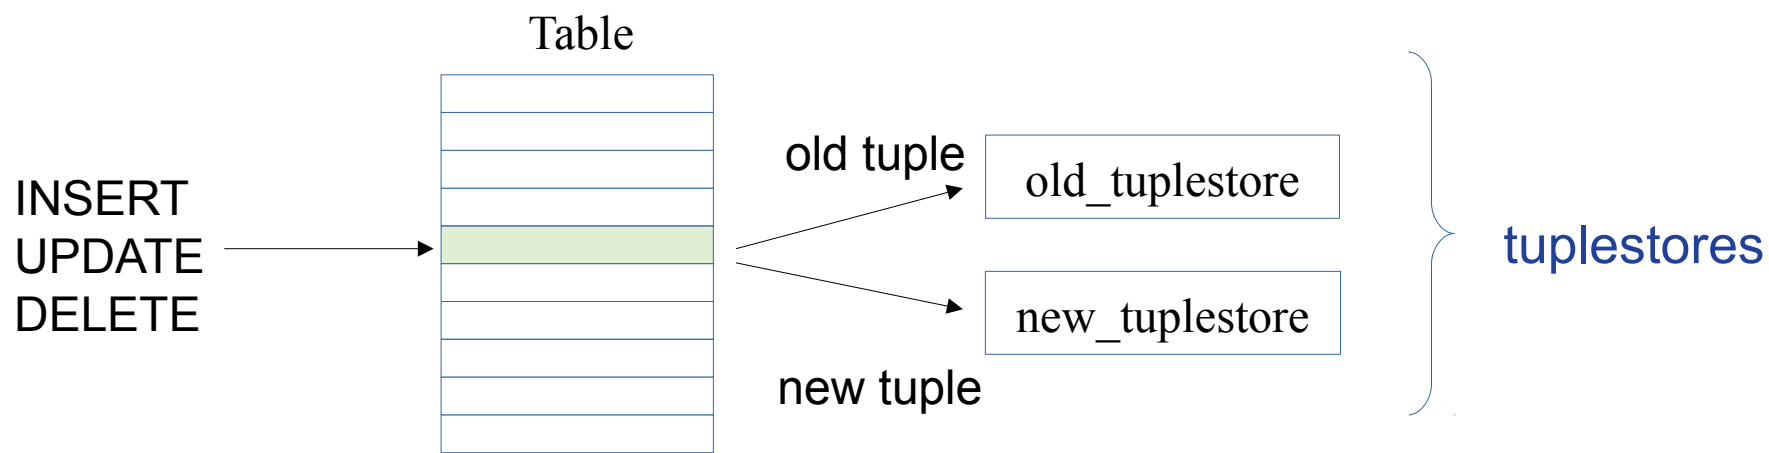 Table
INSERT
UPDATE
DELETE
old tuple
old_tuplestore
new_tuplestore
new tuple
tuplestores